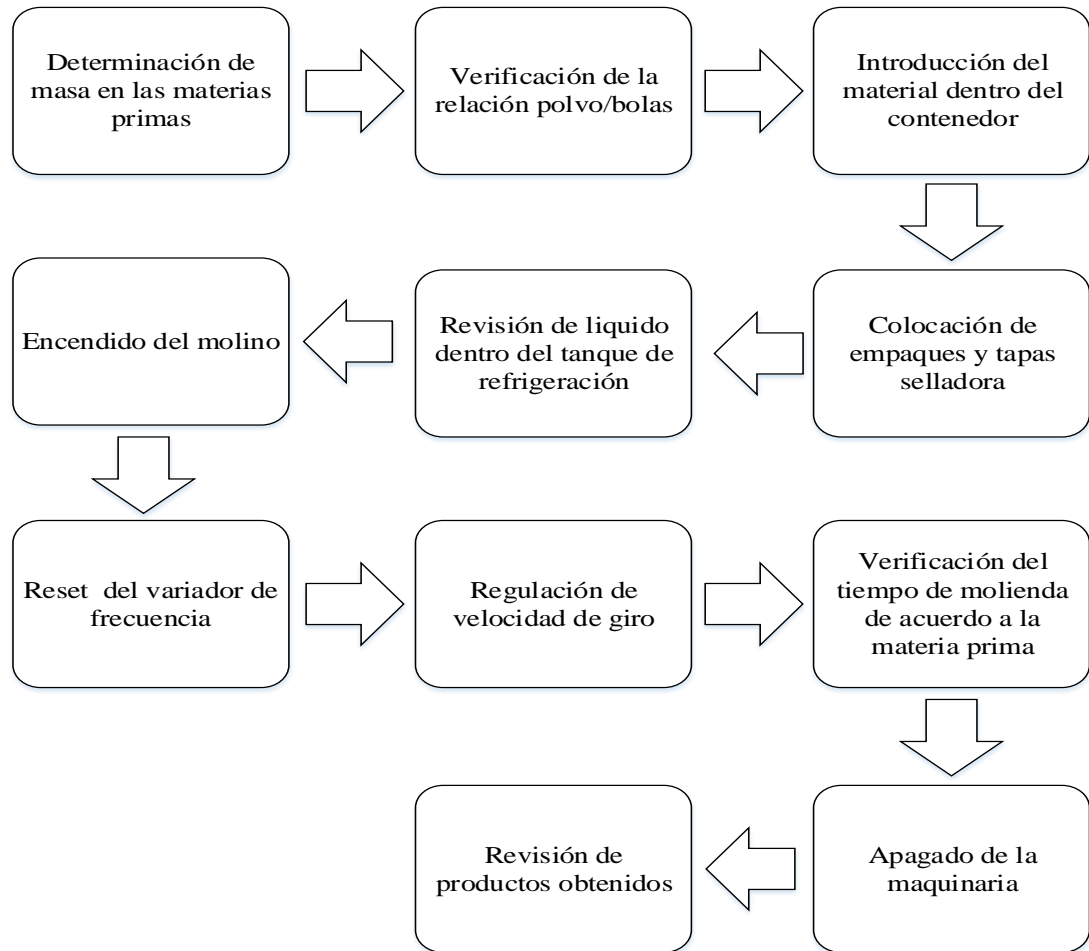 Determinación de
masa en las materias
primas
Verificación de la
relación polvo/bolas
Introducción del
material dentro del
contenedor
Colocación de
empaques y tapas
selladora
Revisión de liquido
dentro del tanque de
refrigeración
Encendido del molino
Reset  del variador de
frecuencia
Regulación de
velocidad de giro
Verificación del
tiempo de molienda
de acuerdo a la
materia prima
Apagado de la
maquinaria
Revisión de
productos obtenidos